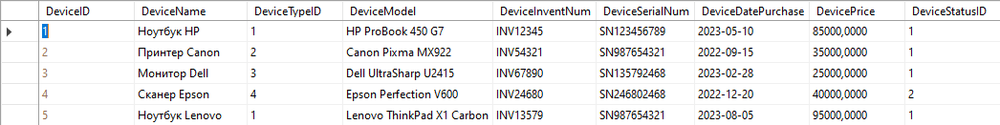 DeviceID DeviceName DeviceTypeID DeviceModel DeviceInventNum DeviceSerialNum DeviceDatePurchase DevicePrice DeviceStatusID
1 Ноутбук HP 1 HP ProBook 450 G7 INV12345 SN123456789 2023-05-10 85000,0000 1
2 Принтер Canon 2 Canon Pixma MX922 INV54321 SN987654321 2022-09-15 35000,0000 1
3 Монитор Dell 3 Dell UltraSharp U2415 INV67890 SN135792468 2023-02-28 25000,0000 1
4 Сканер Epson 4 Epson Perfection V600 INV24680 SN246802468 2022-12-20 40000,0000 2
5 Ноутбук Lenovo 1 Lenovo ThinkPad X1 Carbon INV13579 SN987654321 2023-08-05 95000,0000 1